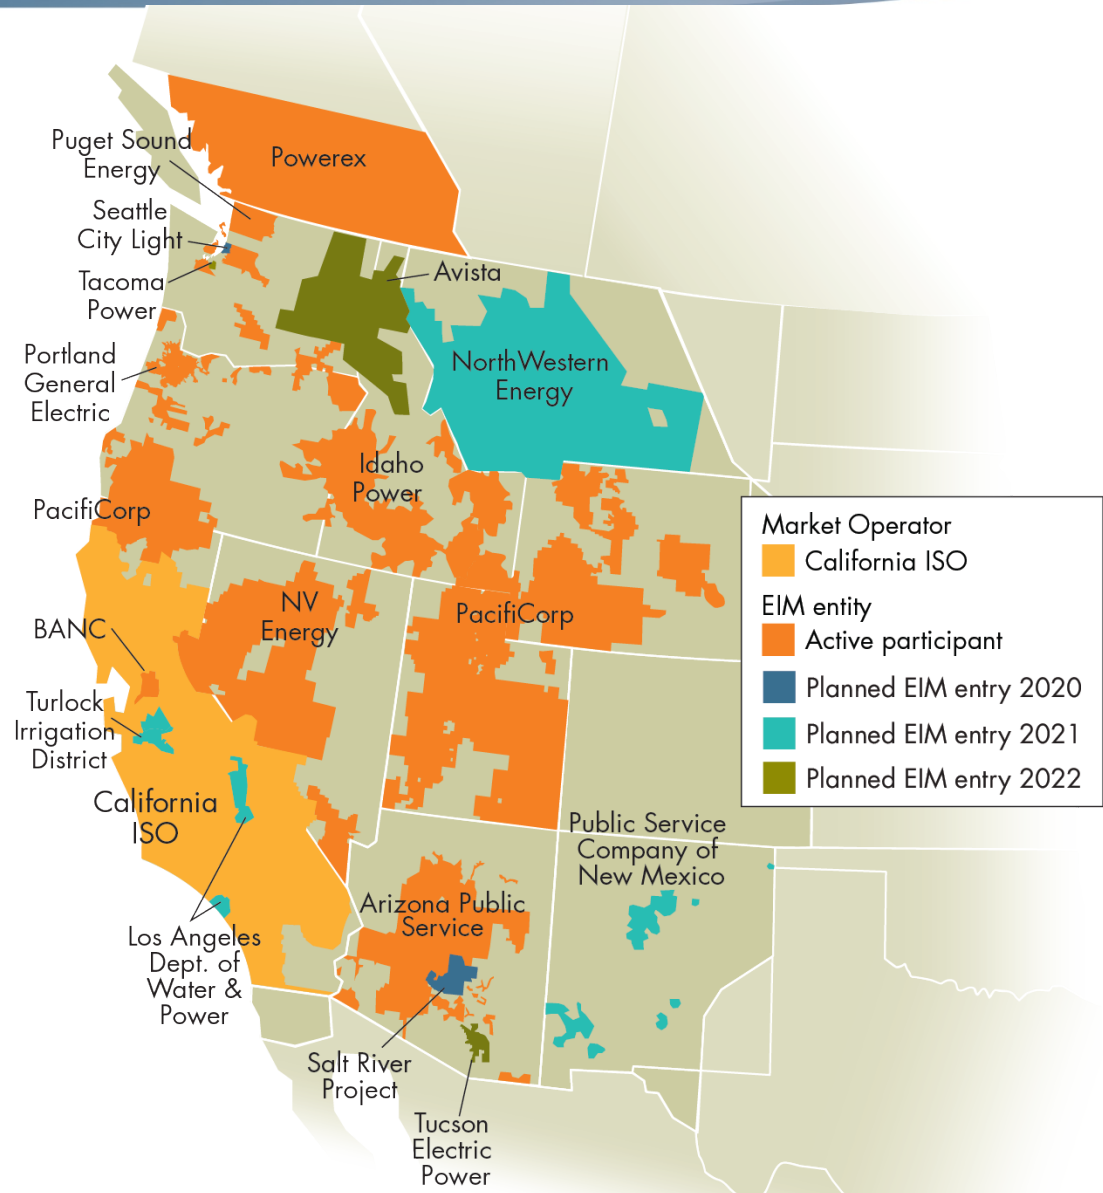 Puget Sound
Energy
Powerex
Seattle
City Light
Tacoma
Power
Avista
Portland
General
Electric
NorthWestern
Energy
Idaho
Power
PacifiCorp
Market Operator
California ISO
EIM entity
Active participant
Planned EIM entry 2020
Planned EIM entry 2021
Planned EIM entry 2022
NV
Energy
PacifiCorp
BANC
Turlock
Irrigation
District
California
ISO
Public Service
Company of
New Mexico
Arizona Public
Service
Los Angeles
Dept. of
Water &
Power
Salt River
Project
Tucson
Electric
Power